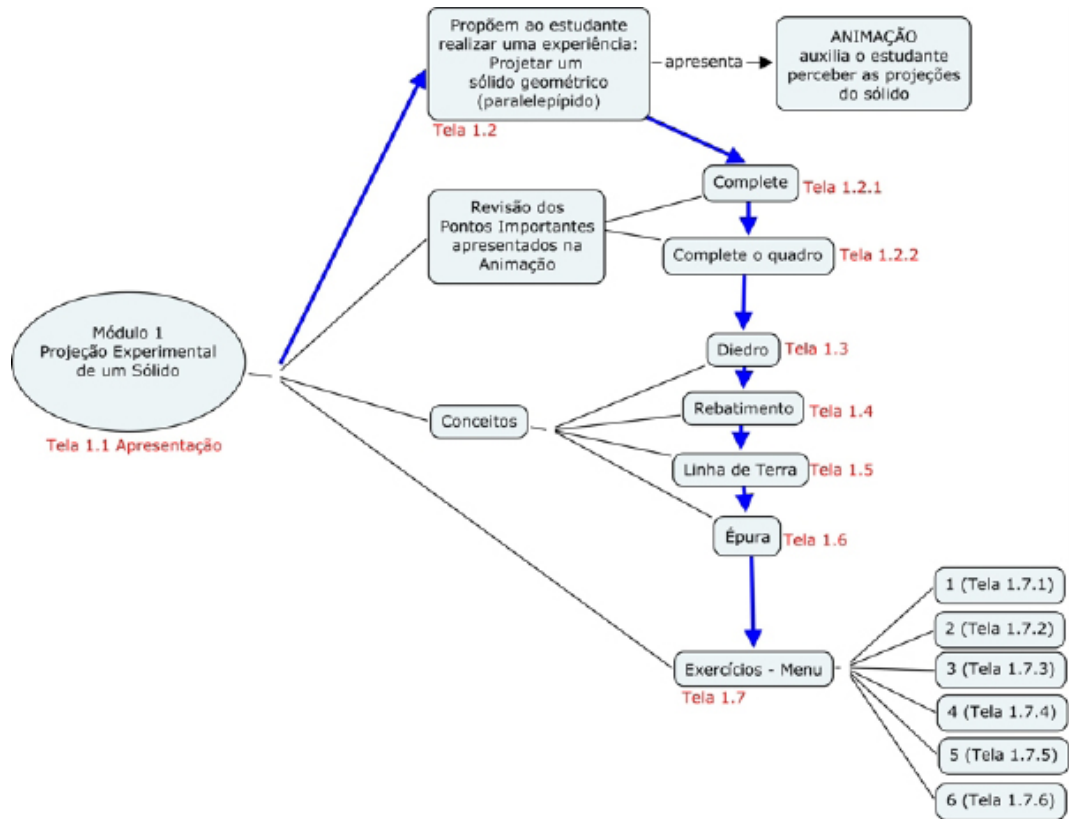 Propõem ao estudante
realizar uma experiência:
Projetar um
sólido geométrico
(paralelepípido)
Tela 1.2
apresenta
ANIMAÇÃO
auxilia o estudante
perceber as projeções
do sólido
Complete
Tela 1.2.1
Revisão dos
Pontos Importantes
apresentados na
Animação
Complete o quadro
Tela 1.2.2
Módulo 1
Projeção Experimental
de um Sólido
Tela 1.1 Apresentação
Diedro
Tela 1.3
Conceitos
Rebatimento
Tela 1.4
Linha de Terra
Tela 1.5
Épura
Tela 1.6
Exercícios - Menu
Tela 1.7
1 (Tela 1.7.1)
2 (Tela 1.7.2)
3 (Tela 1.7.3)
4 (Tela 1.7.4)
5 (Tela 1.7.5)
6 (Tela 1.7.6)